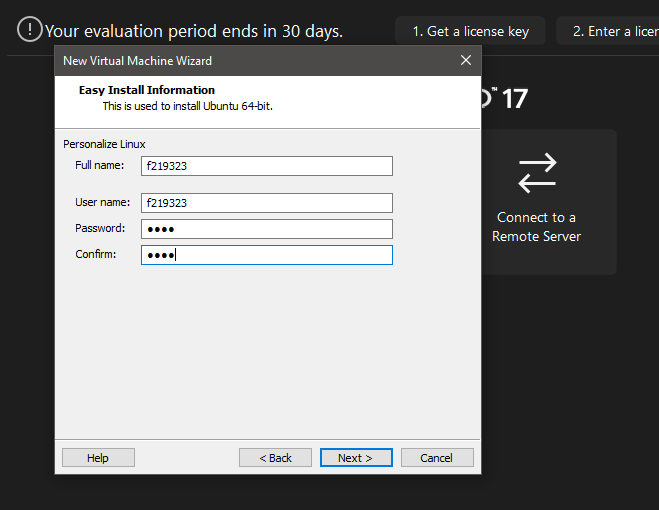 Your evaluation period ends in 30 days.
1. Get a license key
2. Enter a licen
New Virtual Machine Wizard
Easy Install Information
This is used to install Ubuntu 64-bit.
™ 17
Personalize Linux
Full name: f219323
User name: f219323
Password: ●●●●
Confirm: ●●●●
Connect to a
Remote Server
Help
< Back
Next >
Cancel